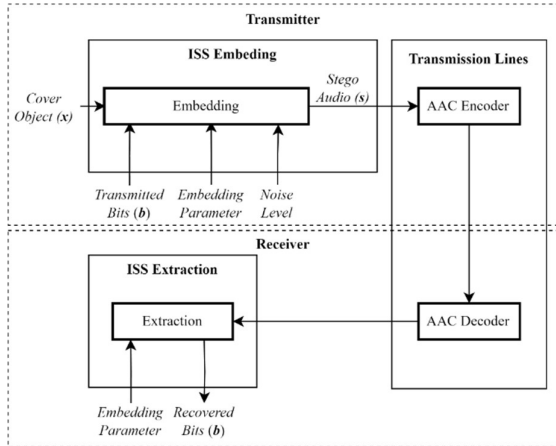 Transmitter
ISS Embeding
Transmission Lines
Stego
Audio (s)
Cover
Object (x)
Embedding
AAC Encoder
Transmitted
Bits (b)
Embedding
Parameter
Noise
Level
Receiver
ISS Extraction
Extraction
AAC Decoder
Embedding
Parameter
Recovered
Bits (b)